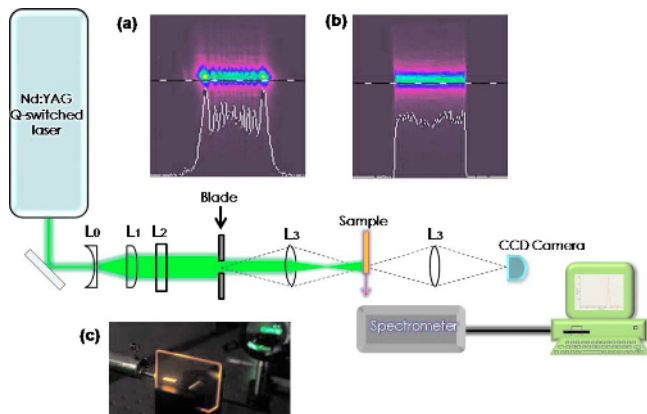 (a)
(b)
Nd:YAG
Q-switched
laser
Blade
Sample
L0
L1
L2
L3
L3
CCD Camera
Spectrometer
(c)